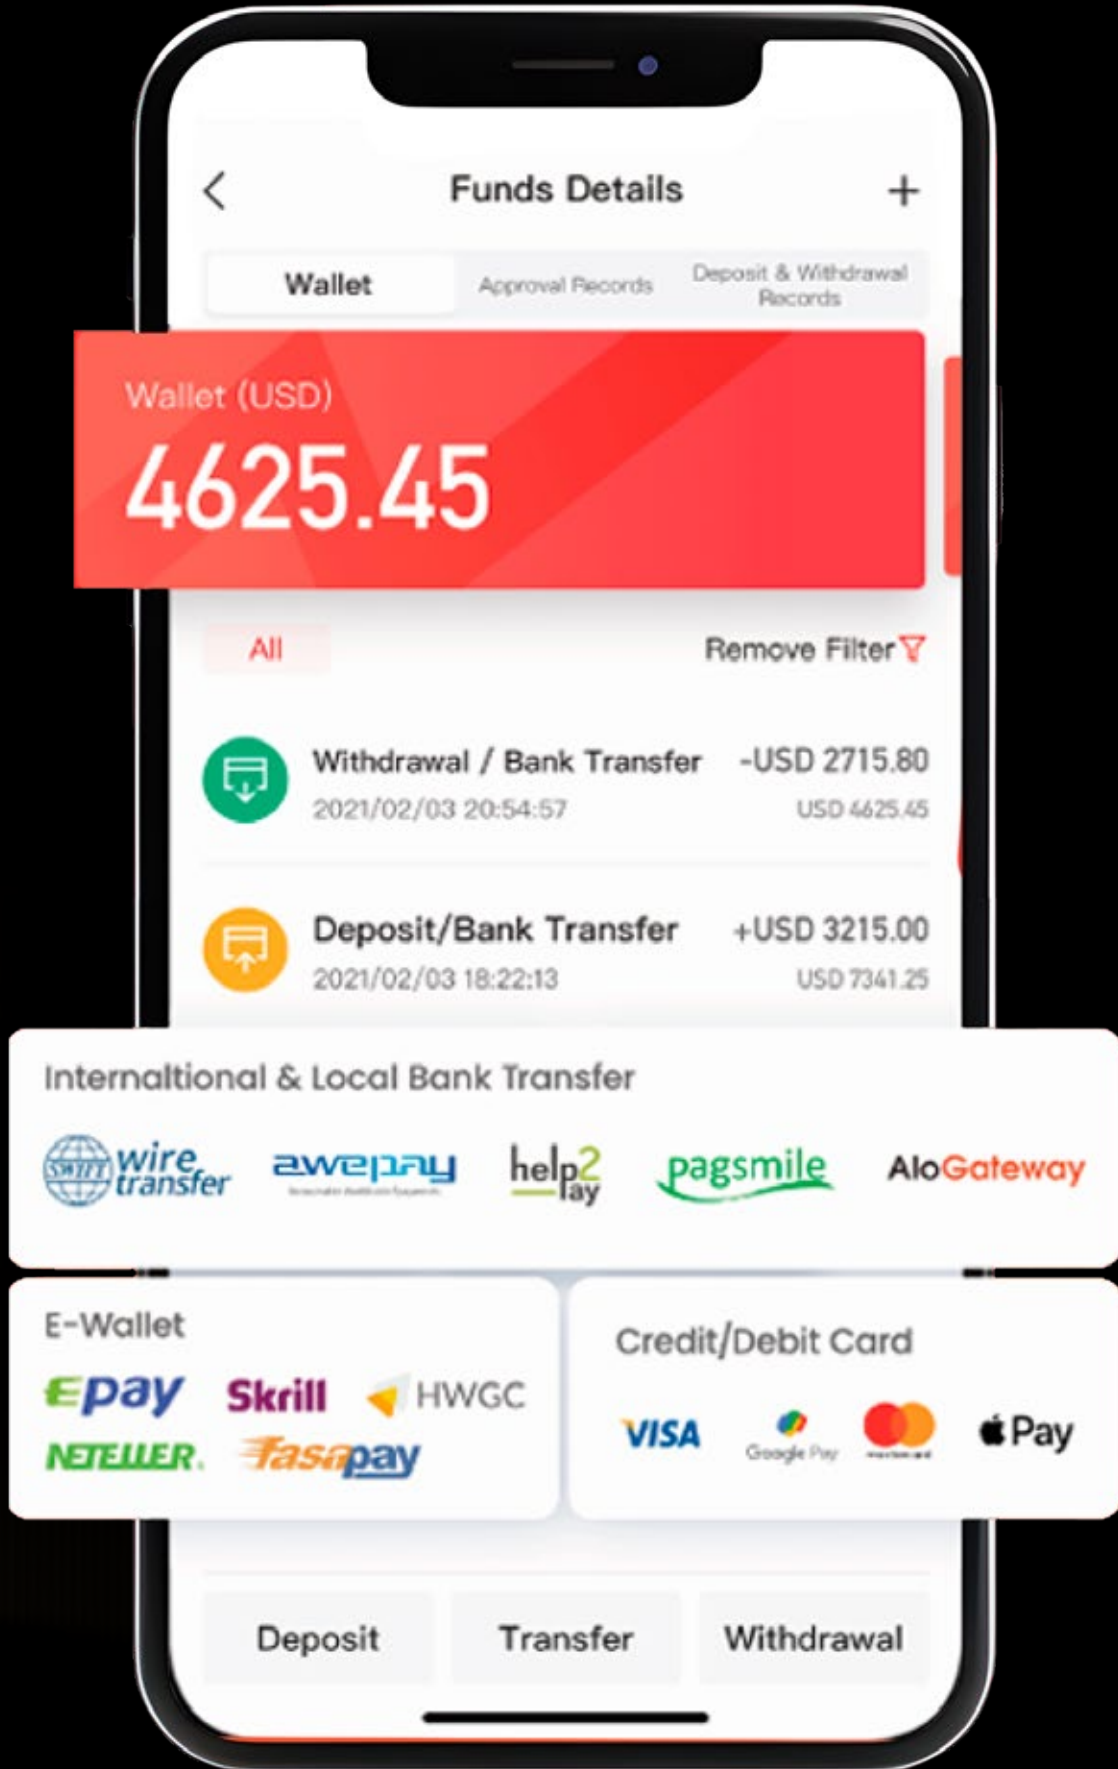 Funds Details
Wallet
Approval Records
Deposit & Withdrawal
Records
Wallet (USD)
4625.45
All
Remove Filter
Withdrawal / Bank Transfer -USD 2715.80
2021/02/03 20:54:57 USD 4625.45
Deposit/Bank Transfer +USD 3215.00
2021/02/03 18:22:13 USD 7341.25
Internaltional & Local Bank Transfer
SWIFT wire transfer
awepay
help2 Pay
pagsmile
AloGateway
E-Wallet
Epay Skrill HWGC
NETELLER. fasapay
Credit/Debit Card
VISA Google Pay mastercard Pay
Deposit Transfer Withdrawal